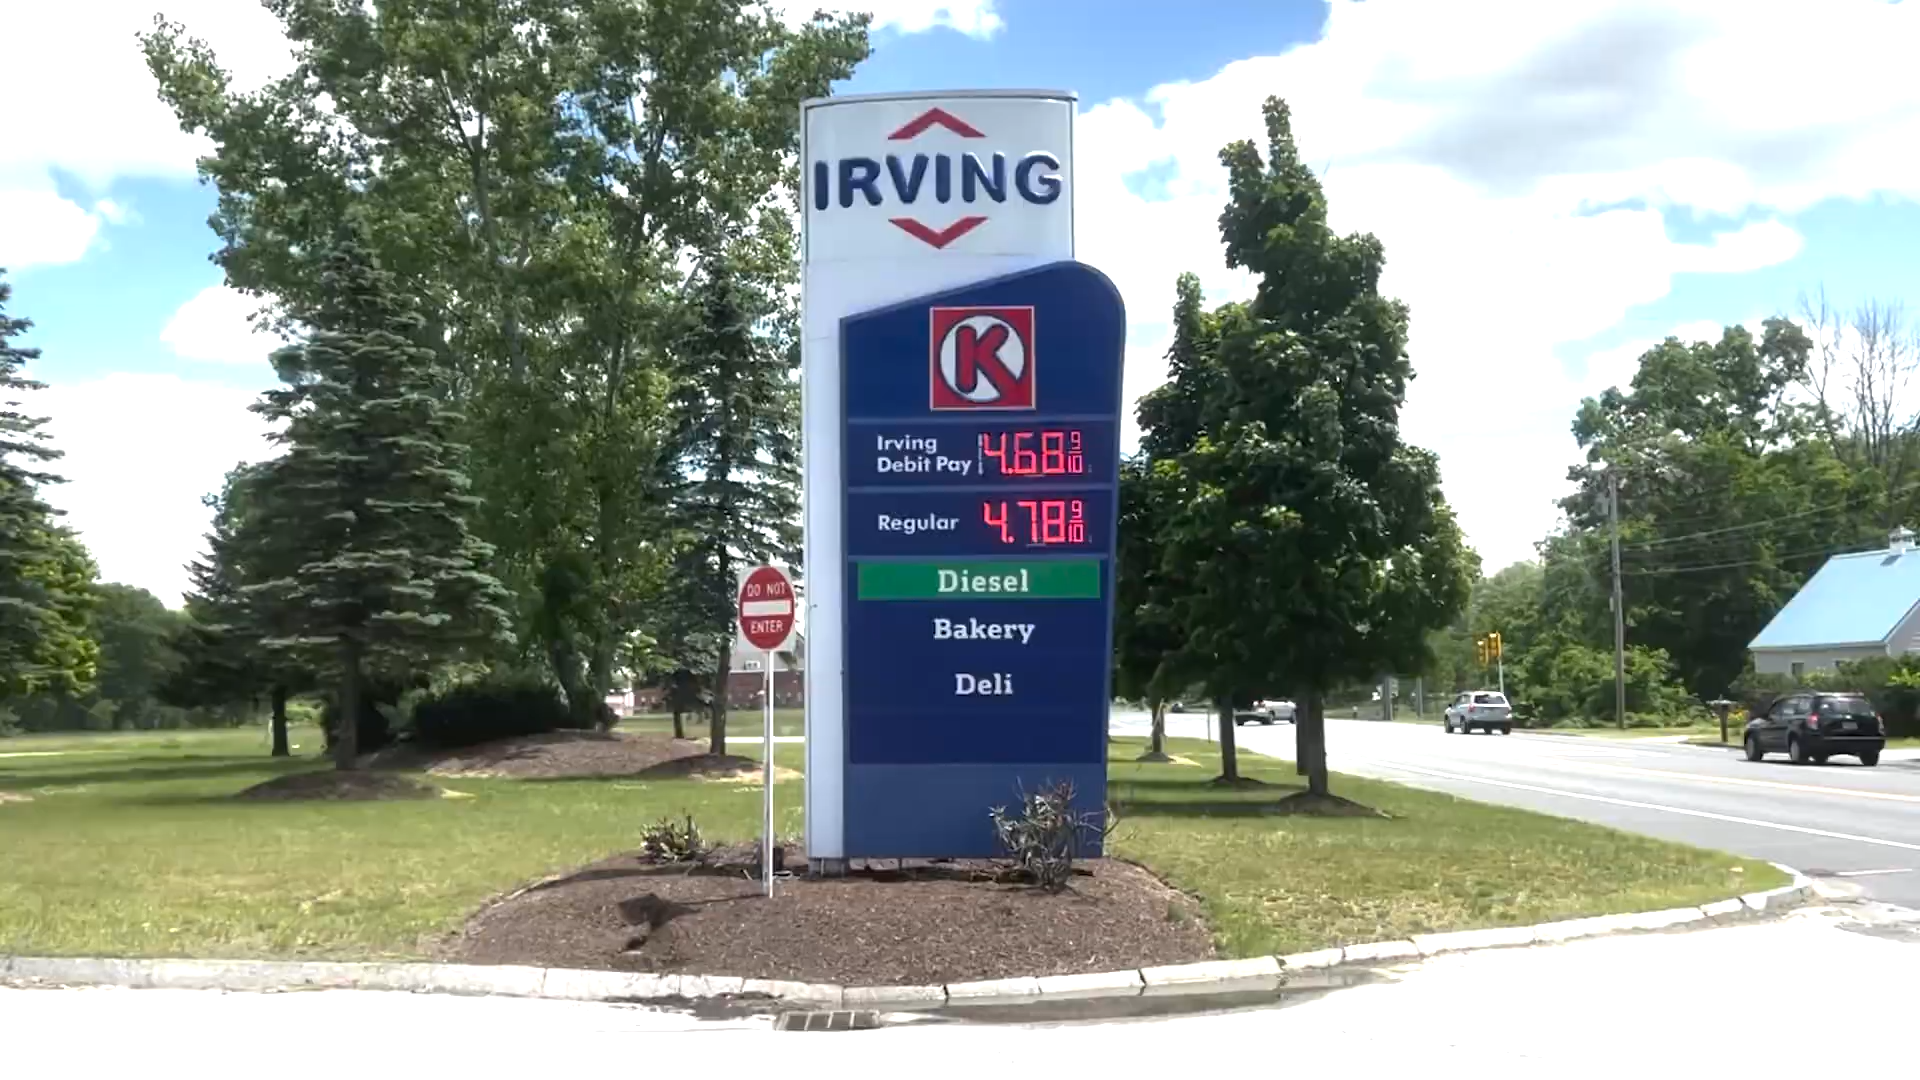 IRVING
K
Irving
Debit Pay 4.68 9/10
Regular 4.78 9/10
Diesel
Bakery
Deli
DO NOT
ENTER